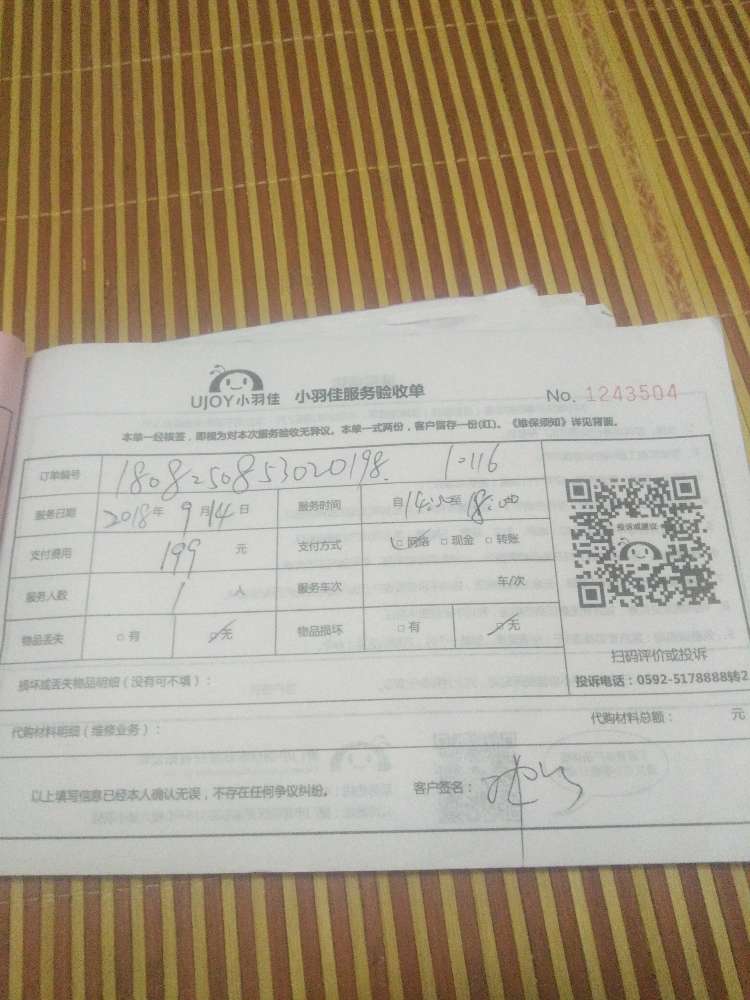 UJOY小羽佳 小羽佳服务验收单 No. 1243504
本单一经核签,即视为对本次服务验收无异议。本单一式两份,客户留存一份(红)。《维保须知》详见背面。
订单编号 1808250853020198. 10116
服务日期 2018年 9月 14日 服务时间 自 14:00 至 18:00
支付费用 199 元 支付方式 □网络 □现金 □转账
服务人数 1 人 服务车次 车/次
物品丢失 □有 □无 物品损坏 □有 □无
投诉或建议
扫码评价或投诉
投诉电话:0592-5178888转2
损坏或丢失物品明细(没有可不填):
代购材料明细(维修业务): 代购材料总额: 元
以上填写信息已经本人确认无误,不存在任何争议纠纷。 客户签名: